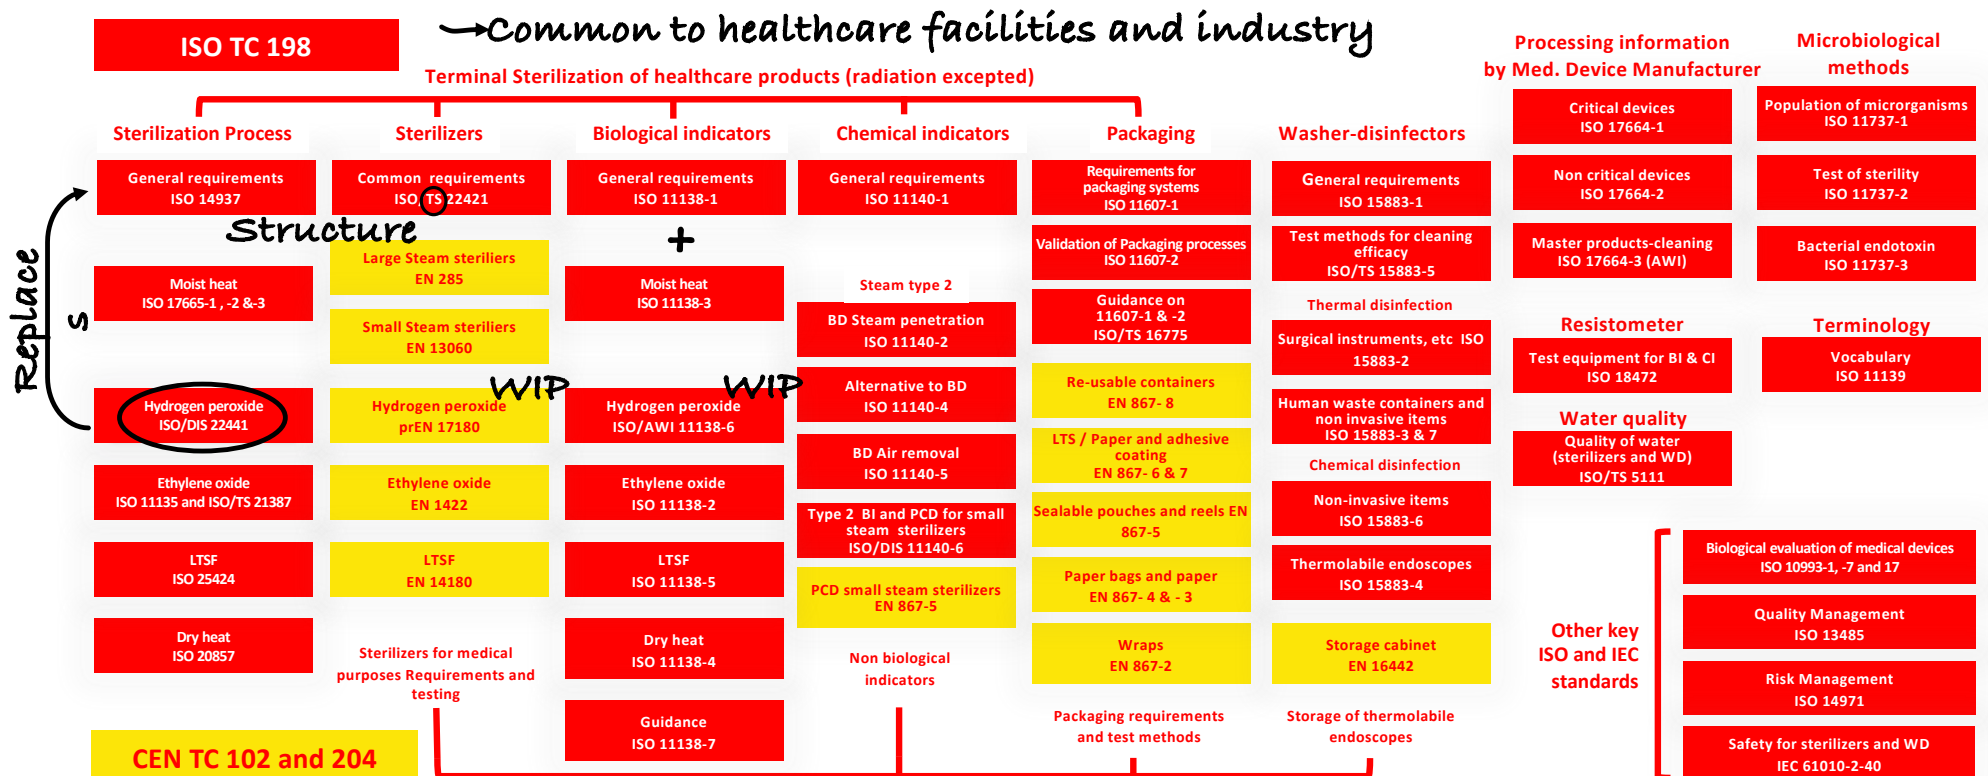 ISO TC 198
Common to healthcare facilities and industry
Terminal Sterilization of healthcare products (radiation excepted)
Sterilization Process
General requirements
ISO 14937
Moist heat
ISO 17665-1 , -2 &-3
Hydrogen peroxide
ISO/DIS 22441
Ethylene oxide
ISO 11135 and ISO/TS 21387
LTSF
ISO 25424
Dry heat
ISO 20857
Replace
s
Structure
Sterilizers
Common requirements
ISO/TS 22421
Large Steam steriliers
EN 285
Small Steam steriliers
EN 13060
WIP
Hydrogen peroxide
prEN 17180
Ethylene oxide
EN 1422
LTSF
EN 14180
Sterilizers for medical
purposes Requirements and
testing
Biological indicators
General requirements
ISO 11138-1
+
Moist heat
ISO 11138-3
WIP
Hydrogen peroxide
ISO/AWI 11138-6
Ethylene oxide
ISO 11138-2
LTSF
ISO 11138-5
Dry heat
ISO 11138-4
Guidance
ISO 11138-7
Chemical indicators
General requirements
ISO 11140-1
Steam type 2
BD Steam penetration
ISO 11140-2
Alternative to BD
ISO 11140-4
BD Air removal
ISO 11140-5
Type 2 BI and PCD for small
steam sterilizers
ISO/DIS 11140-6
PCD small steam sterilizers
EN 867-5
Non biological
indicators
Packaging
Requirements for
packaging systems
ISO 11607-1
Validation of Packaging processes
ISO 11607-2
Guidance on
11607-1 & -2
ISO/TS 16775
Re-usable containers
EN 867- 8
LTS / Paper and adhesive
coating
EN 867- 6 & 7
Sealable pouches and reels EN
867-5
Paper bags and paper
EN 867- 4 & - 3
Wraps
EN 867-2
Packaging requirements
and test methods
Washer-disinfectors
General requirements
ISO 15883-1
Test methods for cleaning
efficacy
ISO/TS 15883-5
Thermal disinfection
Surgical instruments, etc ISO
15883-2
Human waste containers and
non invasive items
ISO 15883-3 & 7
Chemical disinfection
Non-invasive items
ISO 15883-6
Thermolabile endoscopes
ISO 15883-4
Storage cabinet
EN 16442
Storage of thermolabile
endoscopes
Processing information
by Med. Device Manufacturer
Critical devices
ISO 17664-1
Non critical devices
ISO 17664-2
Master products-cleaning
ISO 17664-3 (AWI)
Resistometer
Test equipment for BI & CI
ISO 18472
Water quality
Quality of water
(sterilizers and WD)
ISO/TS 5111
Microbiological
methods
Population of microrganisms
ISO 11737-1
Test of sterility
ISO 11737-2
Bacterial endotoxin
ISO 11737-3
Terminology
Vocabulary
ISO 11139
Other key
ISO and IEC
standards
Biological evaluation of medical devices
ISO 10993-1, -7 and 17
Quality Management
ISO 13485
Risk Management
ISO 14971
Safety for sterilizers and WD
IEC 61010-2-40
CEN TC 102 and 204